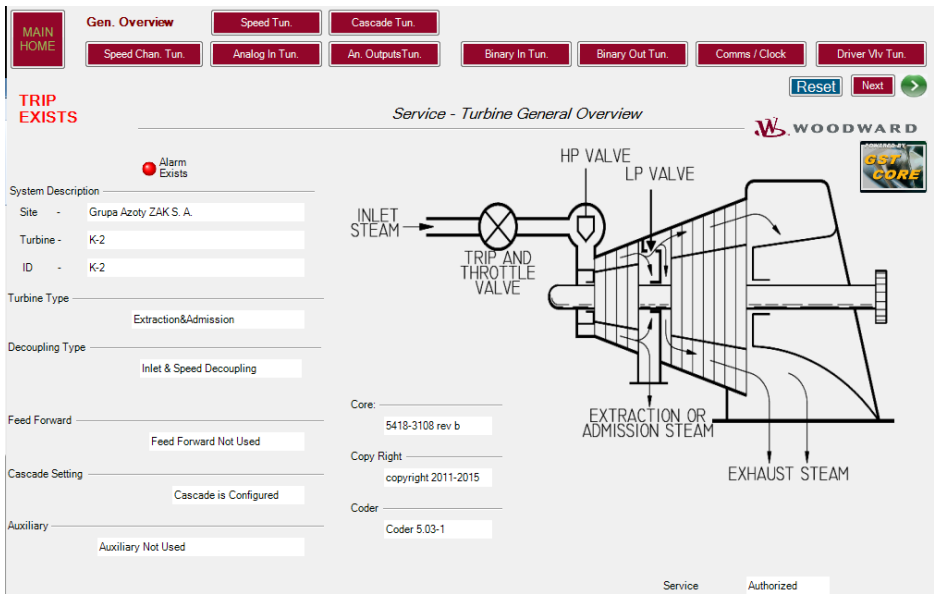 MAIN
HOME
Gen. Overview
Speed Tun.
Cascade Tun.
Speed Chan. Tun.
Analog In Tun.
An. OutputsTun.
Binary In Tun.
Binary Out Tun.
Comms / Clock
Driver Vlv Tun.
Reset
Next
TRIP
EXISTS
Service - Turbine General Overview
WOODWARD
POWERED BY
GST
CORE
Alarm
Exists
System Description
Site - Grupa Azoty ZAK S. A.
Turbine - K-2
ID - K-2
Turbine Type
Extraction&Admission
Decoupling Type
Inlet & Speed Decoupling
Feed Forward
Feed Forward Not Used
Cascade Setting
Cascade is Configured
Auxiliary
Auxiliary Not Used
Core:
5418-3108 rev b
Copy Right
copyright 2011-2015
Coder
Coder 5.03-1
HP VALVE
LP VALVE
INLET
STEAM
TRIP AND
THROTTLE
VALVE
EXTRACTION OR
ADMISSION STEAM
EXHAUST STEAM
Service Authorized